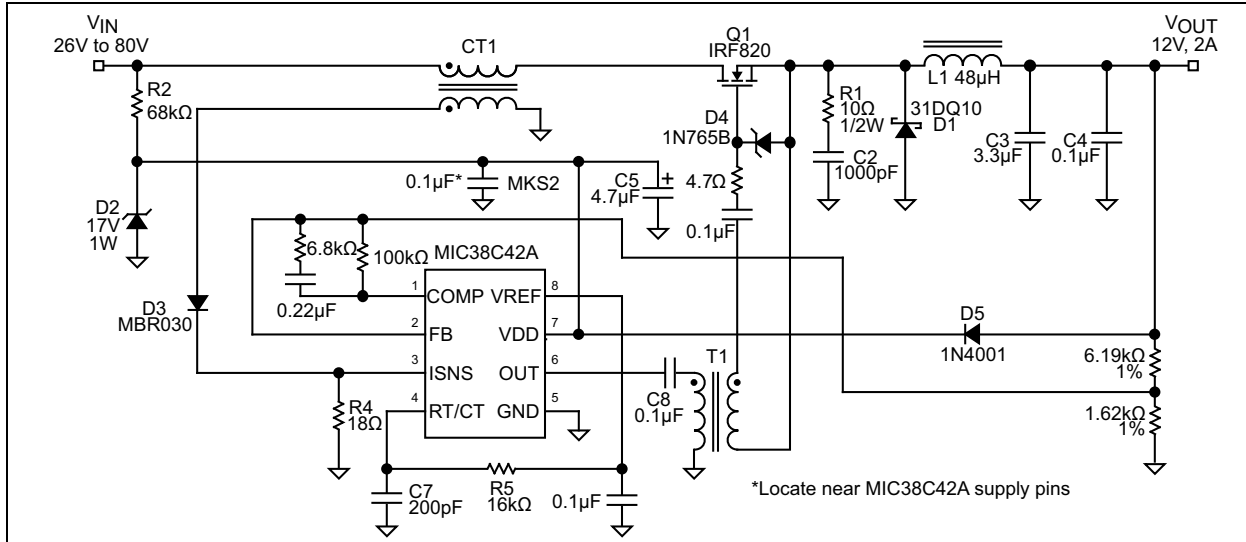 VIN
26V to 80V
CT1
Q1
IRF820
VOUT
12V, 2A
R2
68kΩ
L1 48μH
R1
10Ω
1/2W
31DQ10
D1
D4
1N765B
C3
3.3μF
C4
0.1μF
C2
1000pF
0.1μF*
MKS2
C5
4.7μF
+
4.7Ω
0.1μF
D2
17V
1W
6.8kΩ
100kΩ
0.22μF
MIC38C42A
D3
MBR030
1
COMP
VREF
8
2
FB
VDD
7
3
ISNS
OUT
6
4
RT/CT
GND
5
D5
1N4001
T1
6.19kΩ
1%
C8
0.1μF
R4
18Ω
1.62kΩ
1%
C7
200pF
R5
16kΩ
0.1μF
*Locate near MIC38C42A supply pins